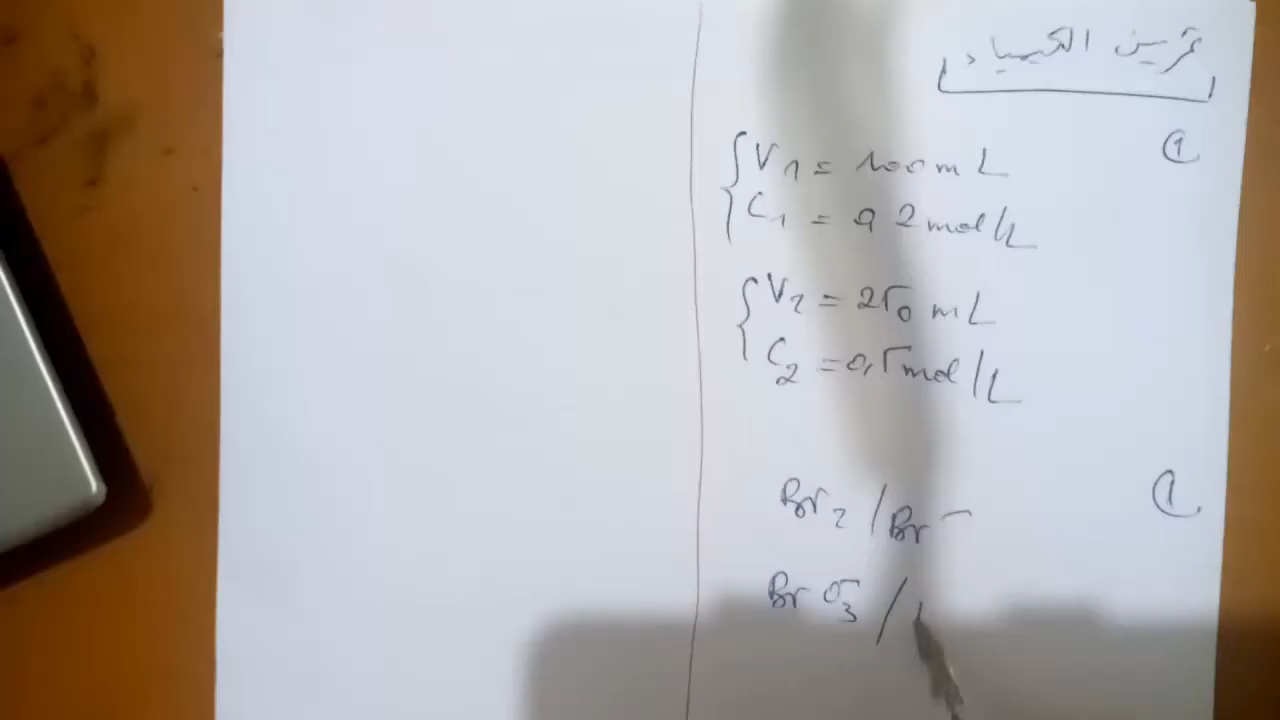 تمرين الكيمياء
1)
V1 = 100 mL
C1 = 0,2 mol/L
V2 = 250 mL
C2 = 0,5 mol/L
1)
Br2 / Br⁻
BrO3⁻ /